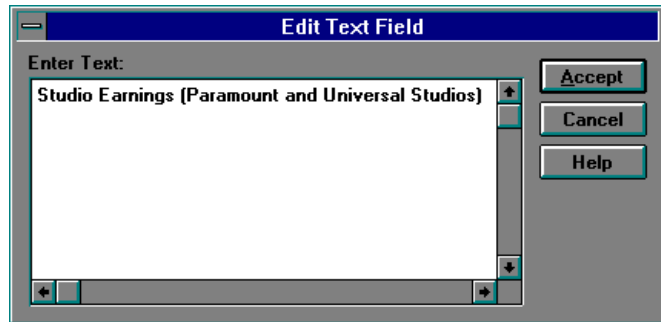 Edit Text Field
Enter Text:
Studio Earnings (Paramount and Universal Studios)
Accept
Cancel
Help